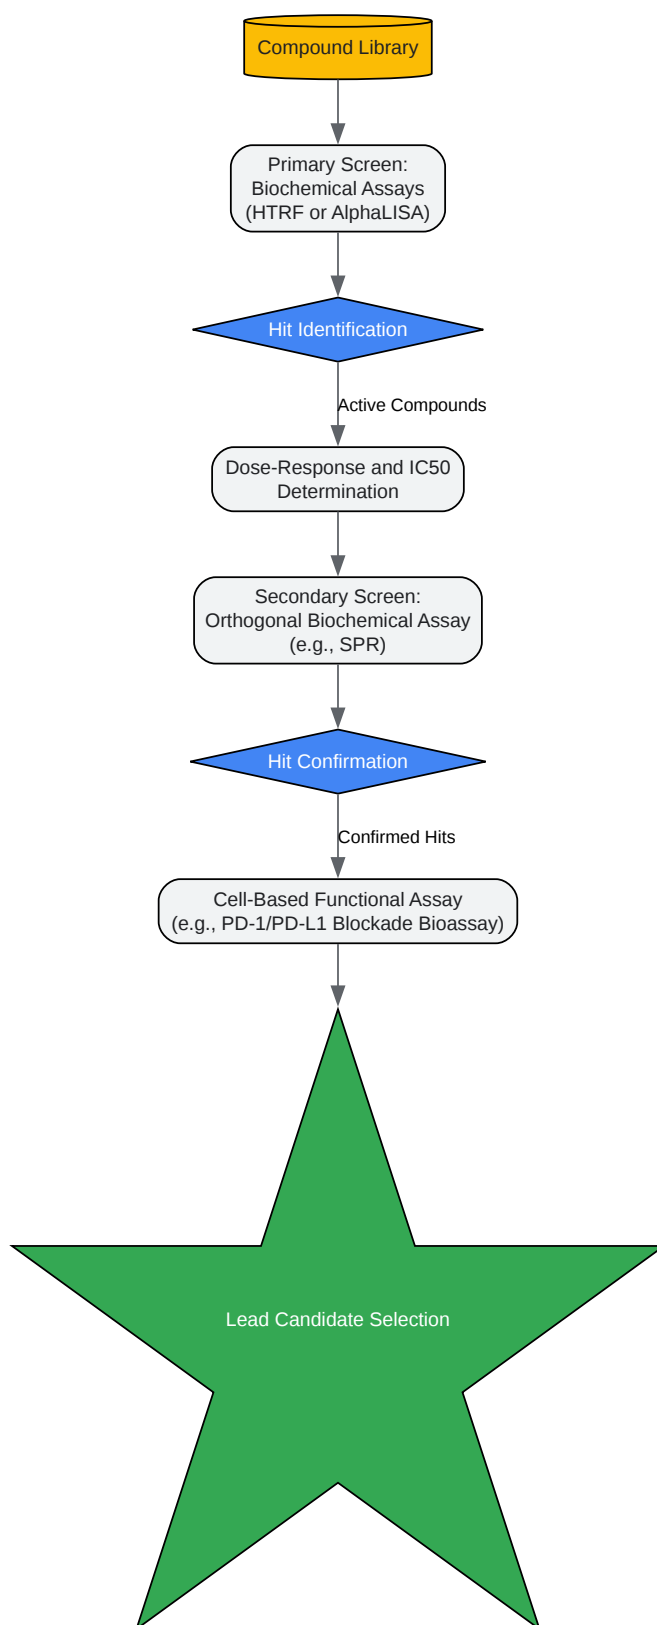 Compound Library
Primary Screen:
Biochemical Assays
(HTRF or AlphaLISA)
Hit Identification
Active Compounds
Dose-Response and IC50
Determination
Secondary Screen:
Orthogonal Biochemical Assay
(e.g., SPR)
Hit Confirmation
Confirmed Hits
Cell-Based Functional Assay
(e.g., PD-1/PD-L1 Blockade Bioassay)
Lead Candidate Selection